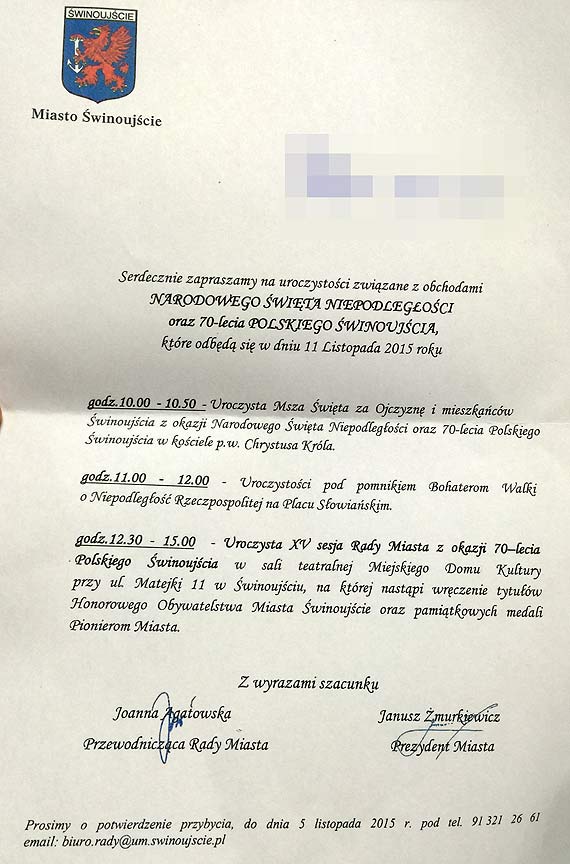 ŚWINOUJŚCIE
Miasto Świnoujście
Serdecznie zapraszamy na uroczystości związane z obchodami
NARODOWEGO ŚWIĘTA NIEPODLEGŁOŚCI
oraz 70-lecia POLSKIEGO ŚWINOUJŚCIA,
które odbędą się w dniu 11 Listopada 2015 roku
godz.10.00 - 10.50 - Uroczysta Msza Święta za Ojczyznę i mieszkańców
Świnoujścia z okazji Narodowego Święta Niepodległości oraz 70-lecia Polskiego
Świnoujścia w kościele p.w. Chrystusa Króla.
godz.11.00 - 12.00 - Uroczystości pod pomnikiem Bohaterom Walki
o Niepodległość Rzeczpospolitej na Placu Słowiańskim.
godz.12.30 - 15.00 - Uroczysta XV sesja Rady Miasta z okazji 70–lecia
Polskiego Świnoujścia w sali teatralnej Miejskiego Domu Kultury
przy ul. Matejki 11 w Świnoujściu, na której nastąpi wręczenie tytułów
Honorowego Obywatelstwa Miasta Świnoujście oraz pamiątkowych medali
Pionierom Miasta.
Z wyrazami szacunku
Joanna Agatowska Janusz Żmurkiewicz
Przewodnicząca Rady Miasta Prezydent Miasta
Prosimy o potwierdzenie przybycia, do dnia 5 listopada 2015 r. pod tel. 91 321 26 61
email: biuro.rady@um.swinoujscie.pl